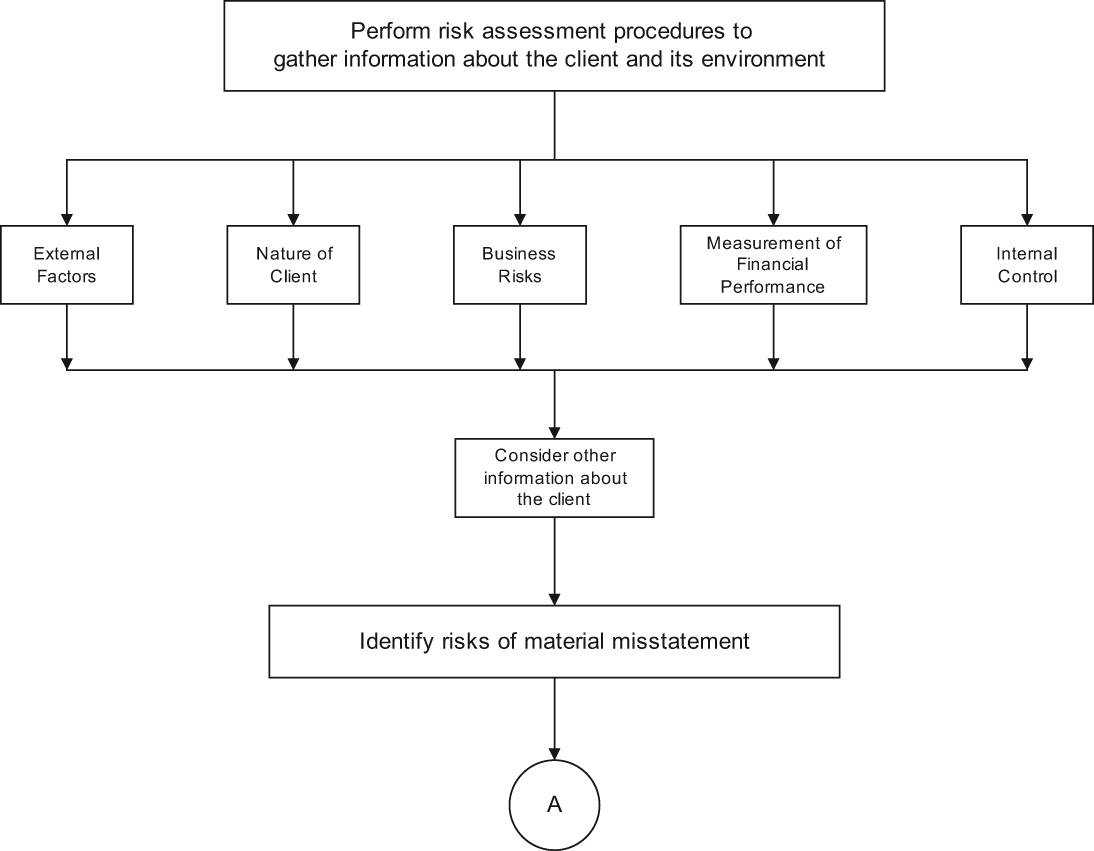 Perform risk assessment procedures to
gather information about the client and its environment
External
Factors
Nature of
Client
Business
Risks
Measurement of
Financial
Performance
Internal
Control
Consider other
information about
the client
Identify risks of material misstatement
A